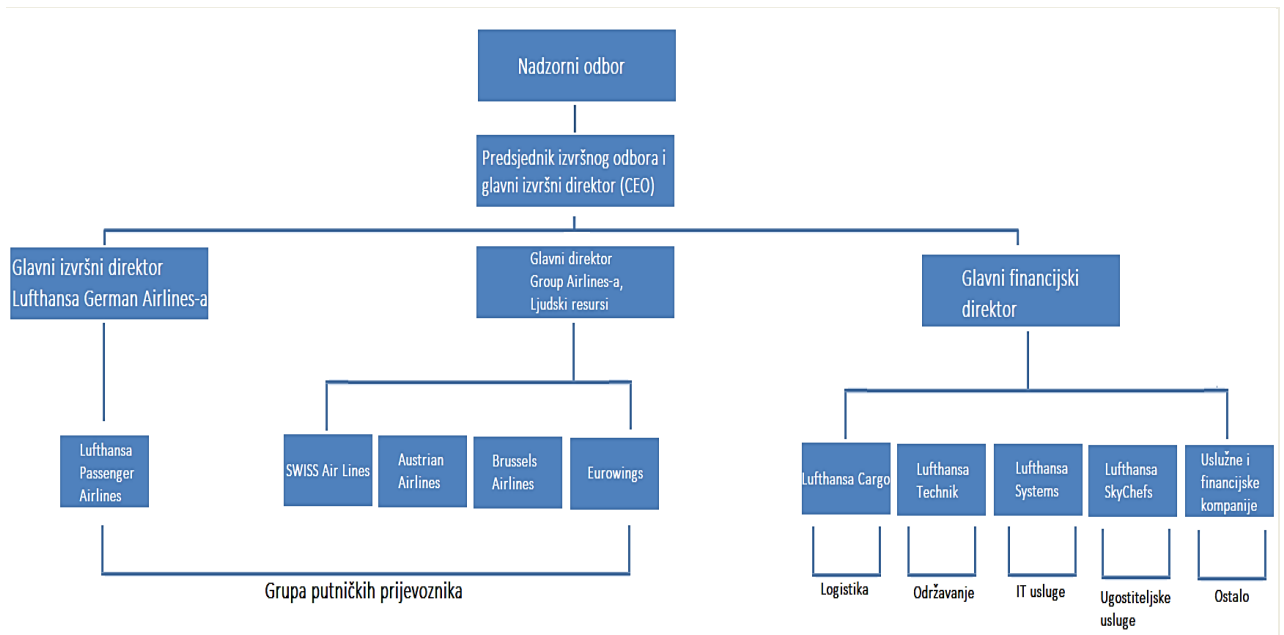 Nadzorni odbor
Predsjednik izvršnog odbora i
glavni izvršni direktor (CEO)
Glavni izvršni direktor
Lufthansa German Airlines-a
Glavni direktor
Group Airlines-a,
Ljudski resursi
Glavni financijski
direktor
Lufthansa
Passenger
Airlines
SWISS Air Lines
Austrian
Airlines
Brussels
Airlines
Eurowings
Lufthansa Cargo
Lufthansa
Technik
Lufthansa
Systems
Lufthansa
SkyChefs
Uslužne i
financijske
kompanije
Grupa putničkih prijevoznika
Logistika
Održavanje
IT usluge
Ugostiteljske
usluge
Ostalo